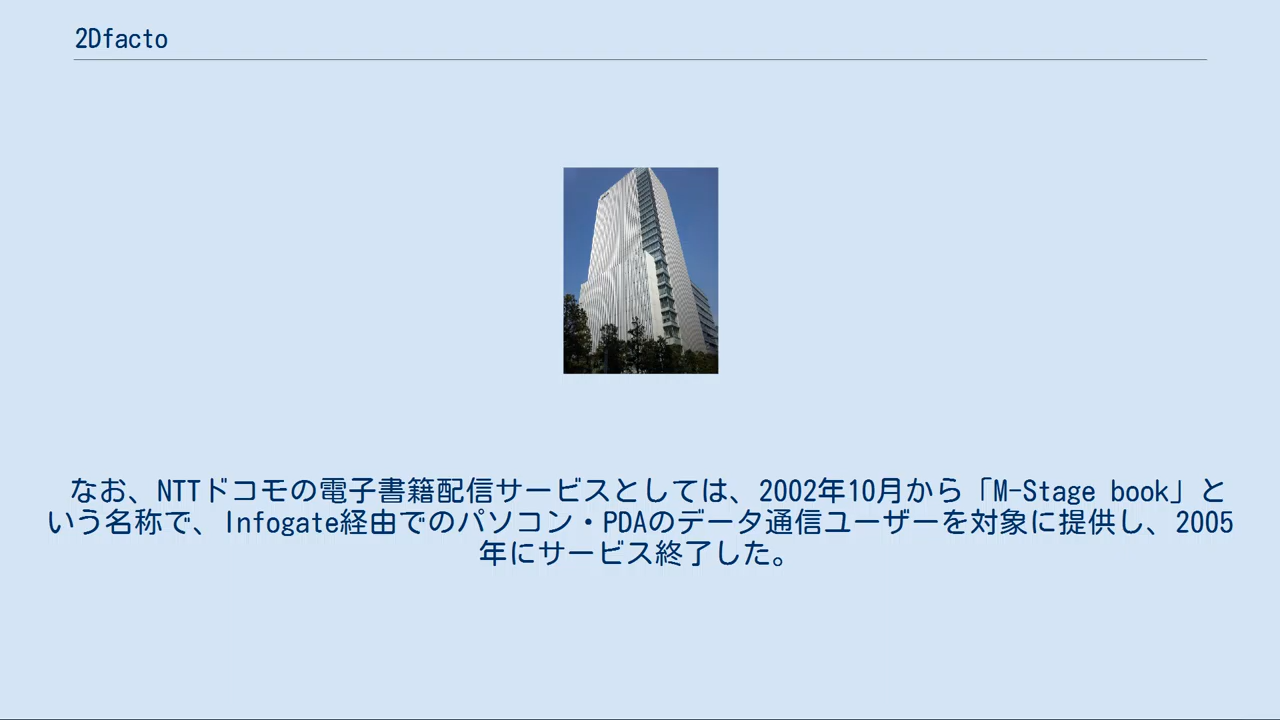 2Dfacto
なお、NTTドコモの電子書籍配信サービスとしては、2002年10月から「M-Stage book」と
いう名称で、Infogate経由でのパソコン・PDAのデータ通信ユーザーを対象に提供し、2005
年にサービス終了した。